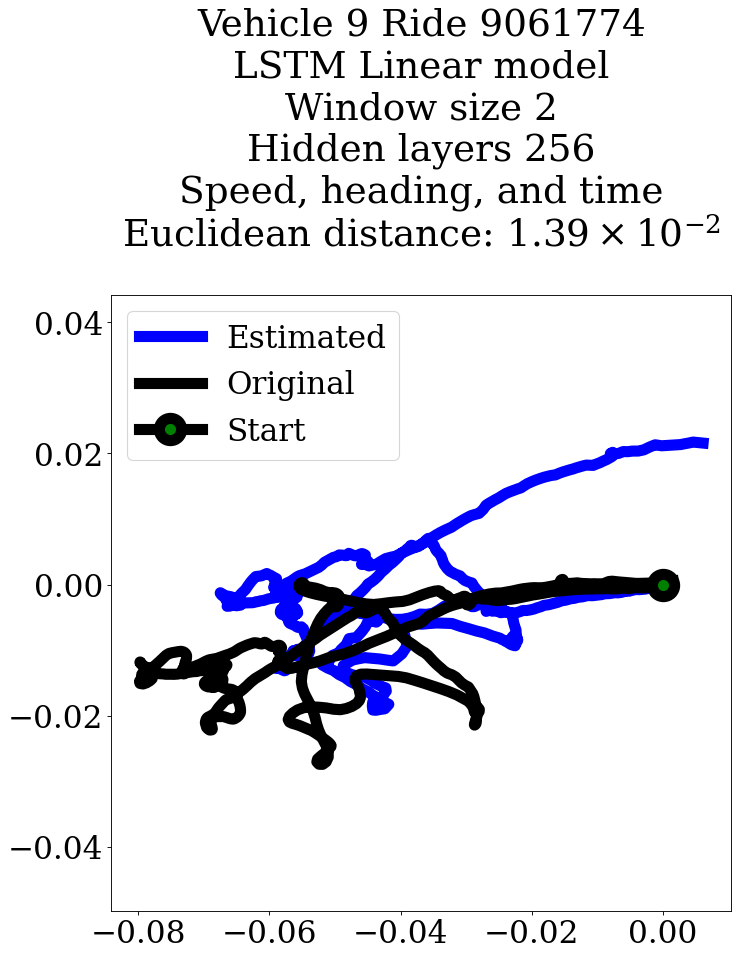 Vehicle 9 Ride 9061774
LSTM Linear model
Window size 2
Hidden layers 256
Speed, heading, and time
Euclidean distance: 1.39 × 10⁻²
Estimated
Original
Start
0.04
0.02
0.00
−0.02
−0.04
−0.08
−0.06
−0.04
−0.02
0.00